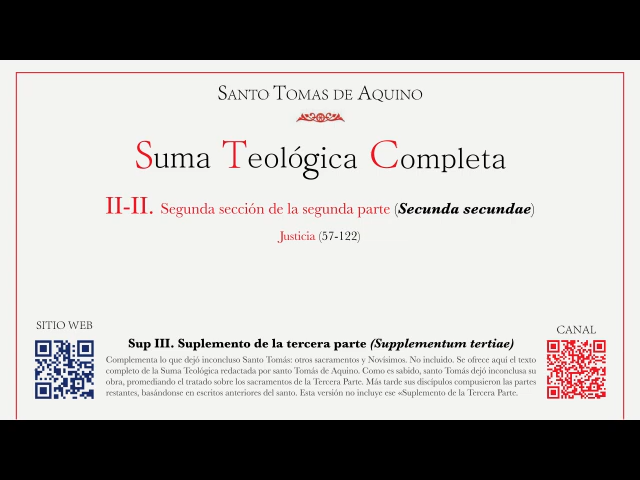 SANTO TOMAS DE AQUINO
Suma Teológica Completa
II-II. Segunda sección de la segunda parte (Secunda secundae)
Justicia (57-122)
SITIO WEB
CANAL
Sup III. Suplemento de la tercera parte (Supplementum tertiae)
Complementa lo que dejó inconcluso Santo Tomás: otros sacramentos y Novísimos. No incluido. Se ofrece aquí el texto
completo de la Suma Teológica redactada por santo Tomás de Aquino. Como es sabido, santo Tomás dejó inconclusa su
obra, promediando el tratado sobre los sacramentos de la Tercera Parte. Más tarde sus discípulos compusieron las partes
restantes, basándonse en escritos anteriores del santo. Esta versión no incluye ese «Suplemento de la Tercera Parte.